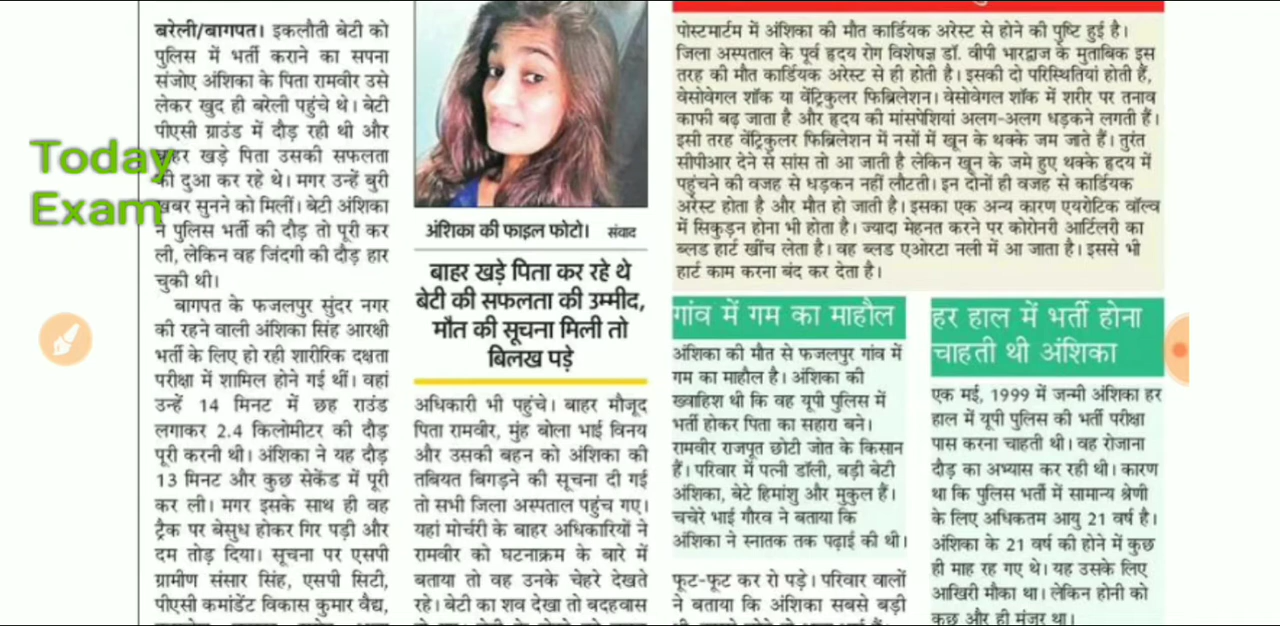 बरेली/बागपत। इकलौती बेटी को
पुलिस में भर्ती कराने का सपना
संजोए अंशिका के पिता रामवीर उसे
लेकर खुद ही बरेली पहुंचे थे। बेटी
पीएसी ग्राउंड में दौड़ रही थी और
बाहर खड़े पिता उसकी सफलता
की दुआ कर रहे थे। मगर उन्हें बुरी
खबर सुनने को मिलीं। बेटी अंशिका
ने पुलिस भर्ती की दौड़ तो पूरी कर
ली, लेकिन वह जिंदगी की दौड़ हार
चुकी थी।
बागपत के फजलपुर सुंदर नगर
की रहने वाली अंशिका सिंह आरक्षी
भर्ती के लिए हो रही शारीरिक दक्षता
परीक्षा में शामिल होने गई थीं। वहां
उन्हें 14 मिनट में छह राउंड
लगाकर 2.4 किलोमीटर की दौड़
पूरी करनी थी। अंशिका ने यह दौड़
13 मिनट और कुछ सेकेंड में पूरी
कर ली। मगर इसके साथ ही वह
ट्रैक पर बेसुध होकर गिर पड़ी और
दम तोड़ दिया। सूचना पर एसपी
ग्रामीण संसार सिंह, एसपी सिटी,
पीएसी कमांडेंट विकास कुमार वैद्य,
Today
Exam
अंशिका की फाइल फोटो। संवाद
बाहर खड़े पिता कर रहे थे
बेटी की सफलता की उम्मीद,
मौत की सूचना मिली तो
बिलख पड़े
अधिकारी भी पहुंचे। बाहर मौजूद
पिता रामवीर, मुंह बोला भाई विनय
और उसकी बहन को अंशिका की
तबियत बिगड़ने की सूचना दी गई
तो सभी जिला अस्पताल पहुंच गए।
यहां मोर्चरी के बाहर अधिकारियों ने
रामवीर को घटनाक्रम के बारे में
बताया तो वह उनके चेहरे देखते
रहे। बेटी का शव देखा तो बदहवास
पोस्टमार्टम में अंशिका की मौत कार्डियक अरेस्ट से होने की पुष्टि हुई है।
जिला अस्पताल के पूर्व हृदय रोग विशेषज्ञ डॉ. वीपी भारद्वाज के मुताबिक इस
तरह की मौत कार्डियक अरेस्ट से ही होती है। इसकी दो परिस्थितियां होती हैं,
वेसोवेगल शॉक या वेंट्रिकुलर फिब्रिलेशन। वेसोवेगल शॉक में शरीर पर तनाव
काफी बढ़ जाता है और हृदय की मांसपेशियां अलग-अलग धड़कने लगती हैं।
इसी तरह वेंट्रिकुलर फिब्रिलेशन में नसों में खून के थक्के जम जाते हैं। तुरंत
सीपीआर देने से सांस तो आ जाती है लेकिन खून के जमे हुए थक्के हृदय में
पहुंचने की वजह से धड़कन नहीं लौटती। इन दोनों ही वजह से कार्डियक
अरेस्ट होता है और मौत हो जाती है। इसका एक अन्य कारण एयरोटिक वॉल्व
में सिकुड़न होना भी होता है। ज्यादा मेहनत करने पर कोरोनरी आर्टिलरी का
ब्लड हार्ट खींच लेता है। वह ब्लड एओरटा नली में आ जाता है। इससे भी
हार्ट काम करना बंद कर देता है।
गांव में गम का माहौल
अंशिका की मौत से फजलपुर गांव में
गम का माहौल है। अंशिका की
ख्वाहिश थी कि वह यूपी पुलिस में
भर्ती होकर पिता का सहारा बने।
रामवीर राजपूत छोटी जोत के किसान
हैं। परिवार में पत्नी डॉली, बड़ी बेटी
अंशिका, बेटे हिमांशु और मुकुल हैं।
चचेरे भाई गौरव ने बताया कि
अंशिका ने स्नातक तक पढ़ाई की थी।
फूट-फूट कर रो पड़े। परिवार वालों
ने बताया कि अंशिका सबसे बड़ी
हर हाल में भर्ती होना
चाहती थी अंशिका
एक मई, 1999 में जन्मी अंशिका हर
हाल में यूपी पुलिस की भर्ती परीक्षा
पास करना चाहती थी। वह रोजाना
दौड़ का अभ्यास कर रही थी। कारण
था कि पुलिस भर्ती में सामान्य श्रेणी
के लिए अधिकतम आयु 21 वर्ष है।
अंशिका के 21 वर्ष की होने में कुछ
ही माह रह गए थे। यह उसके लिए
आखिरी मौका था। लेकिन होनी को
कुछ और ही मंजूर था।